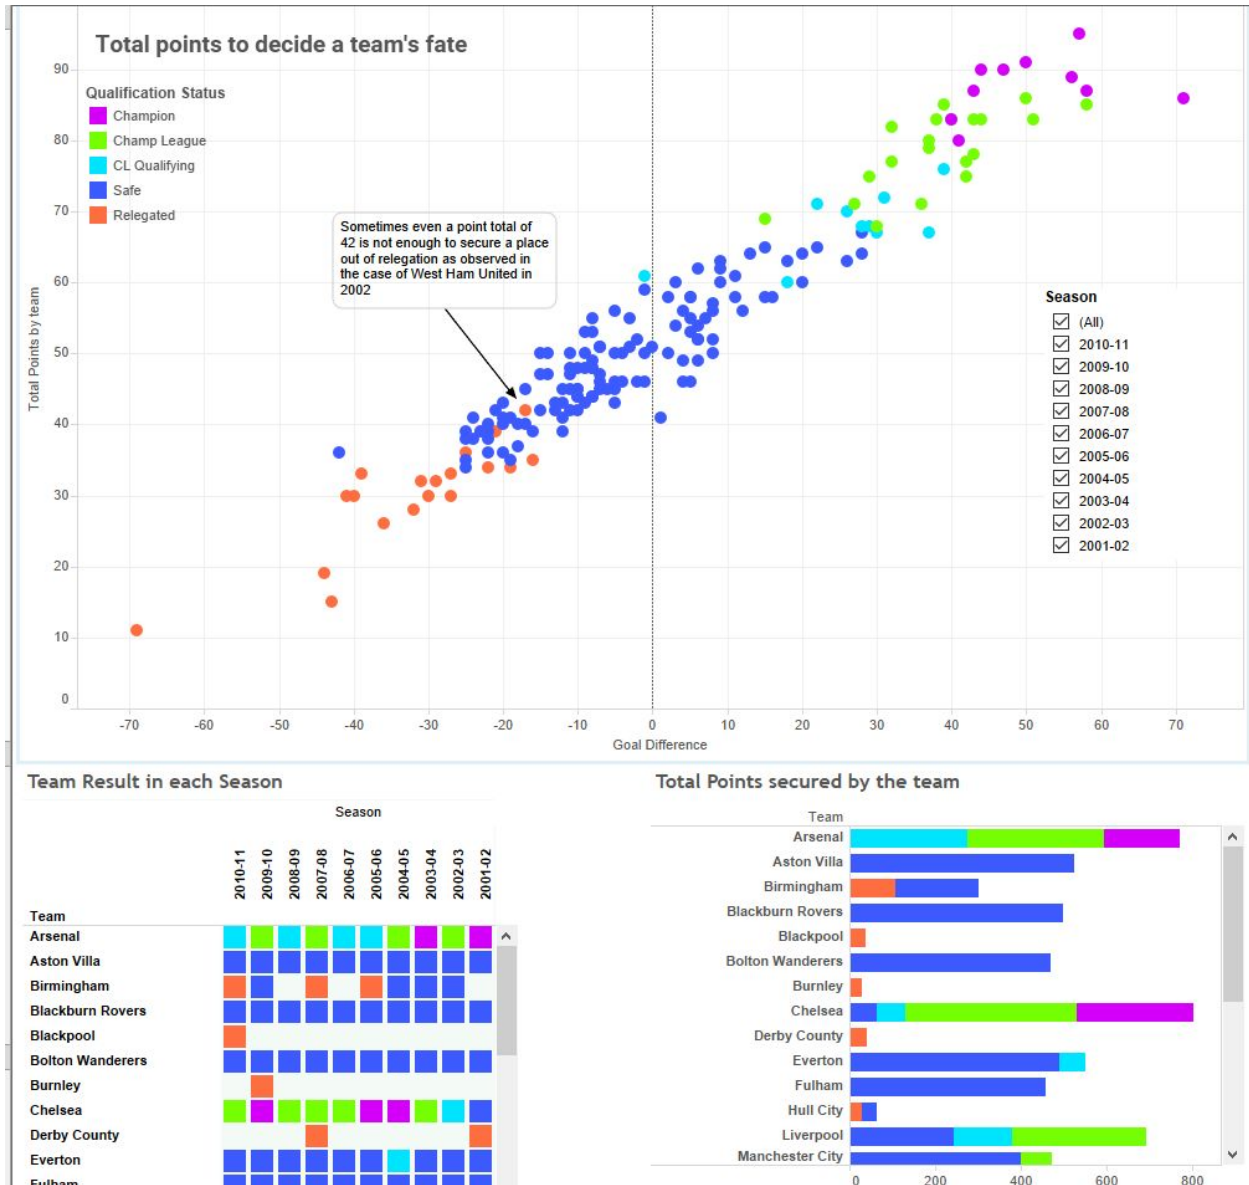 Total points to decide a team's fate
Qualification Status
Champion
Champ League
CL Qualifying
Safe
Relegated
Sometimes even a point total of
42 is not enough to secure a place
out of relegation as observed in
the case of West Ham United in
2002
Season
(All)
2010-11
2009-10
2008-09
2007-08
2006-07
2005-06
2004-05
2003-04
2002-03
2001-02
Total Points by team
90
80
70
60
50
40
30
20
10
0
-70 -60 -50 -40 -30 -20 -10 0 10 20 30 40 50 60 70
Goal Difference
Team Result in each Season
Season
2010-11 2009-10 2008-09 2007-08 2006-07 2005-06 2004-05 2003-04 2002-03 2001-02
Team
Arsenal
Aston Villa
Birmingham
Blackburn Rovers
Blackpool
Bolton Wanderers
Burnley
Chelsea
Derby County
Everton
Fulham
Total Points secured by the team
Team
Arsenal
Aston Villa
Birmingham
Blackburn Rovers
Blackpool
Bolton Wanderers
Burnley
Chelsea
Derby County
Everton
Fulham
Hull City
Liverpool
Manchester City
0 200 400 600 800